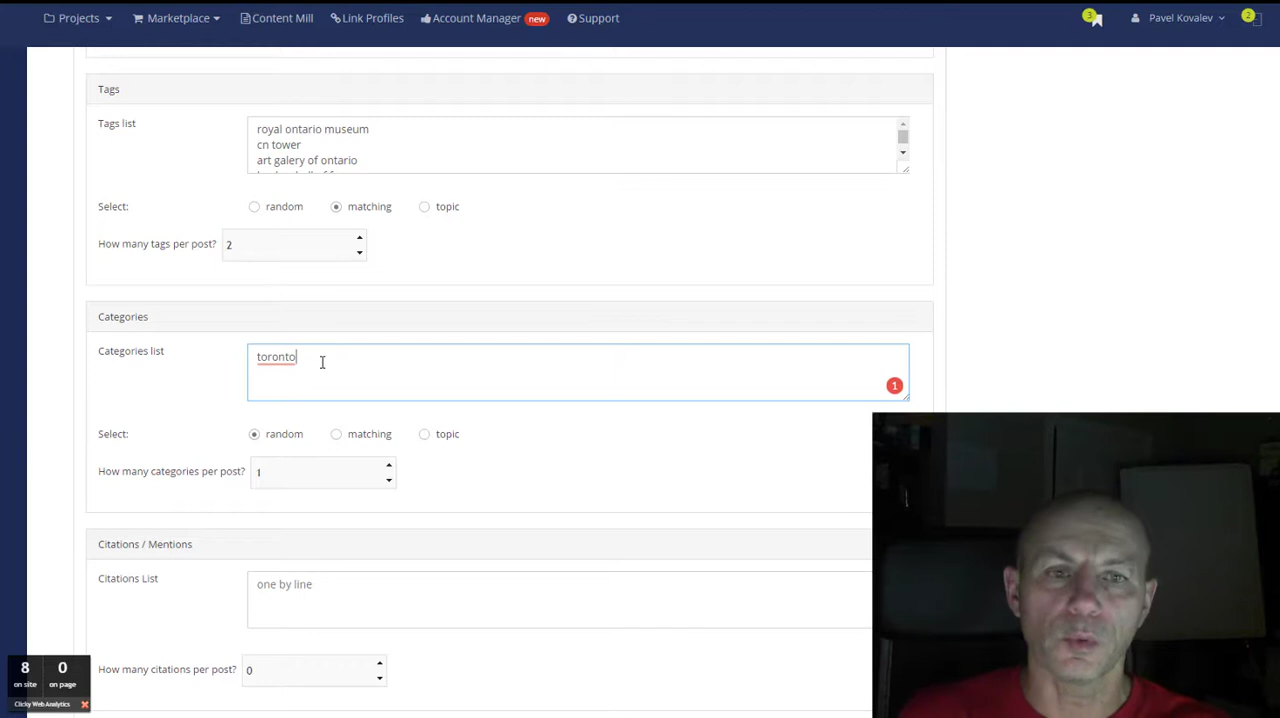 Projects
Marketplace
Content Mill
Link Profiles
Account Manager new
Support
3
Pavel Kovalev
2
Tags
Tags list
royal ontario museum
cn tower
art galery of ontario
Select:
random
matching
topic
How many tags per post?
2
Categories
Categories list
toronto
1
Select:
random
matching
topic
How many categories per post?
1
Citations / Mentions
Citations List
one by line
How many citations per post?
0
8
on site
0
on page
Clicky Web Analytics